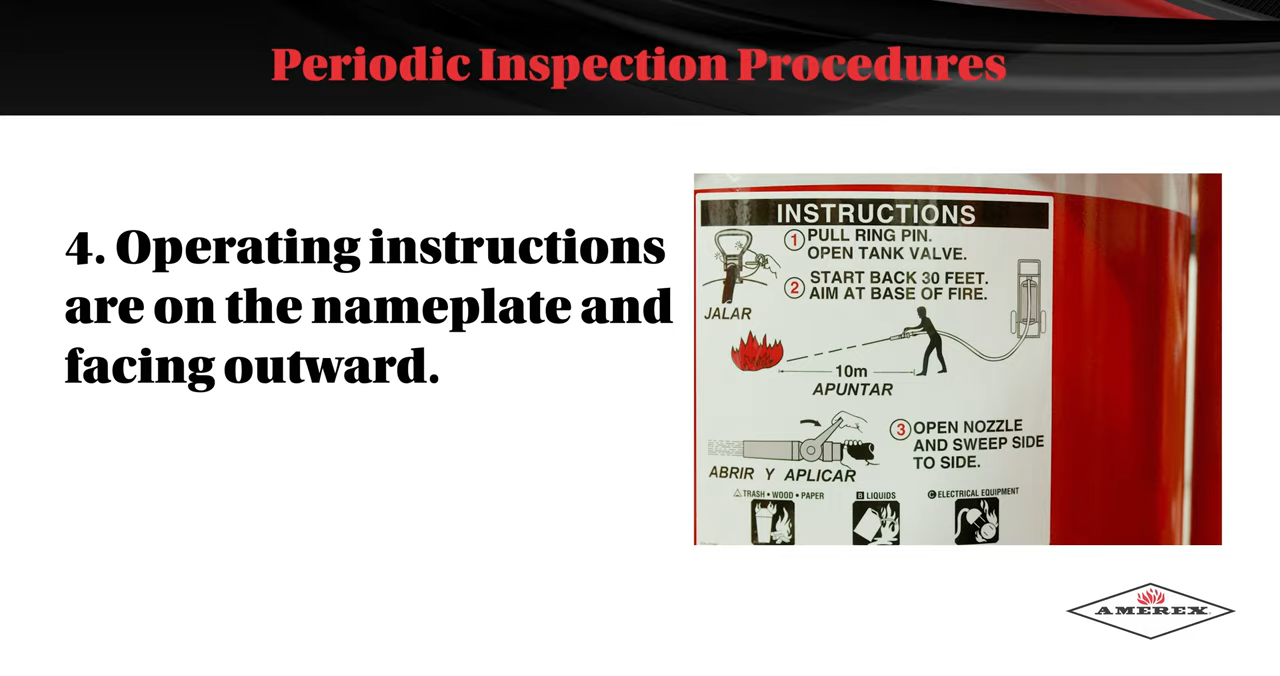 Periodic Inspection Procedures
4. Operating instructions
are on the nameplate and
facing outward.
INSTRUCTIONS
1 PULL RING PIN.
OPEN TANK VALVE.
2 START BACK 30 FEET.
AIM AT BASE OF FIRE.
JALAR
10m
APUNTAR
3 OPEN NOZZLE
AND SWEEP SIDE
TO SIDE.
ABRIR Y APLICAR
A TRASH • WOOD • PAPER
B LIQUIDS
C ELECTRICAL EQUIPMENT
AMEREX